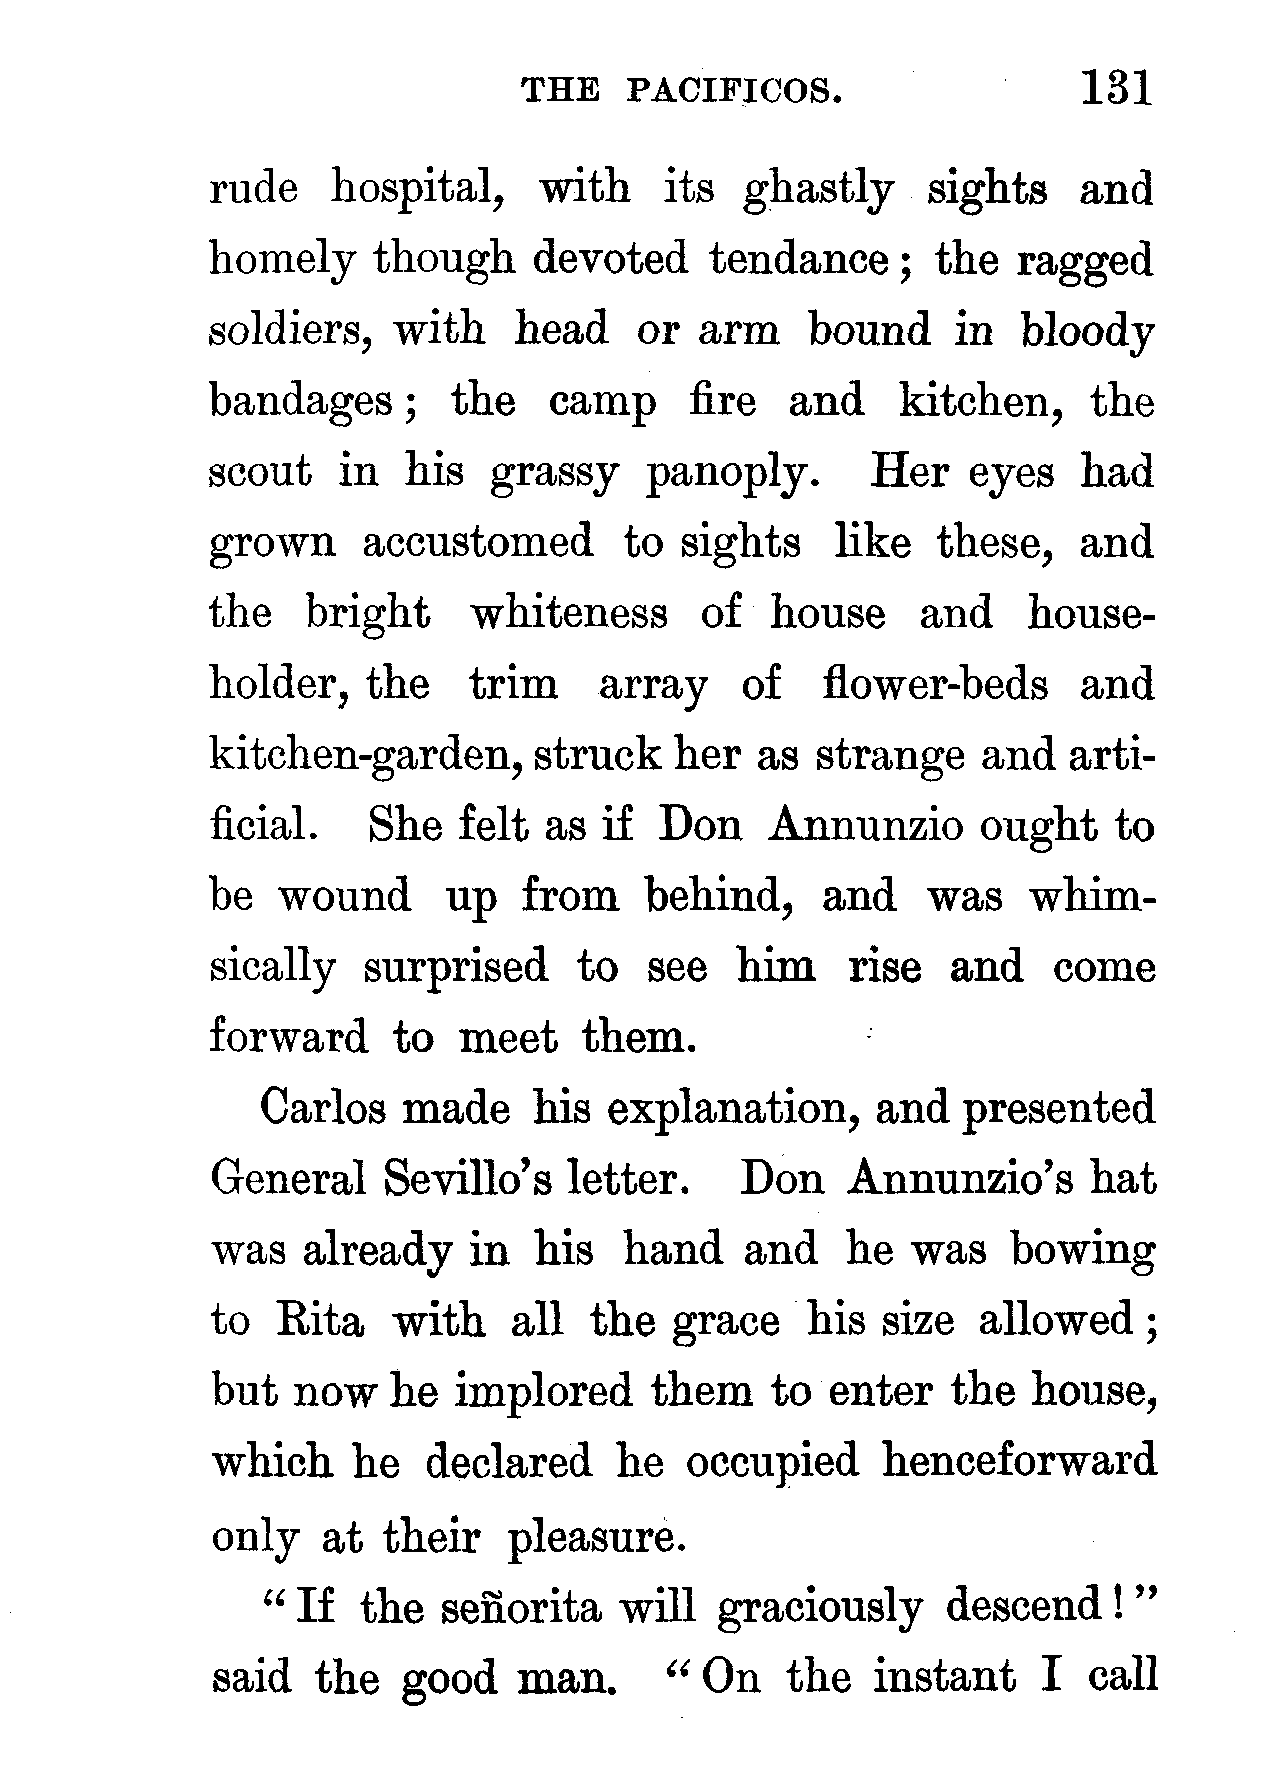 THE PACIFICOS. 131
rude hospital, with its ghastly sights and
homely though devoted tendance; the ragged
soldiers, with head or arm bound in bloody
bandages; the camp fire and kitchen, the
scout in his grassy panoply. Her eyes had
grown accustomed to sights like these, and
the bright whiteness of house and house-
holder, the trim array of flower-beds and
kitchen-garden, struck her as strange and arti-
ficial. She felt as if Don Annunzio ought to
be wound up from behind, and was whim-
sically surprised to see him rise and come
forward to meet them.
Carlos made his explanation, and presented
General Sevillo's letter. Don Annunzio's hat
was already in his hand and he was bowing
to Rita with all the grace his size allowed;
but now he implored them to enter the house,
which he declared he occupied henceforward
only at their pleasure.
"If the señorita will graciously descend!"
said the good man. "On the instant I call